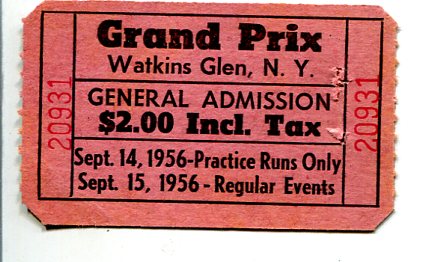 Grand Prix
Watkins Glen, N. Y.
GENERAL ADMISSION
$2.00 Incl. Tax
Sept. 14, 1956-Practice Runs Only
Sept. 15, 1956 - Regular Events
20931
20931